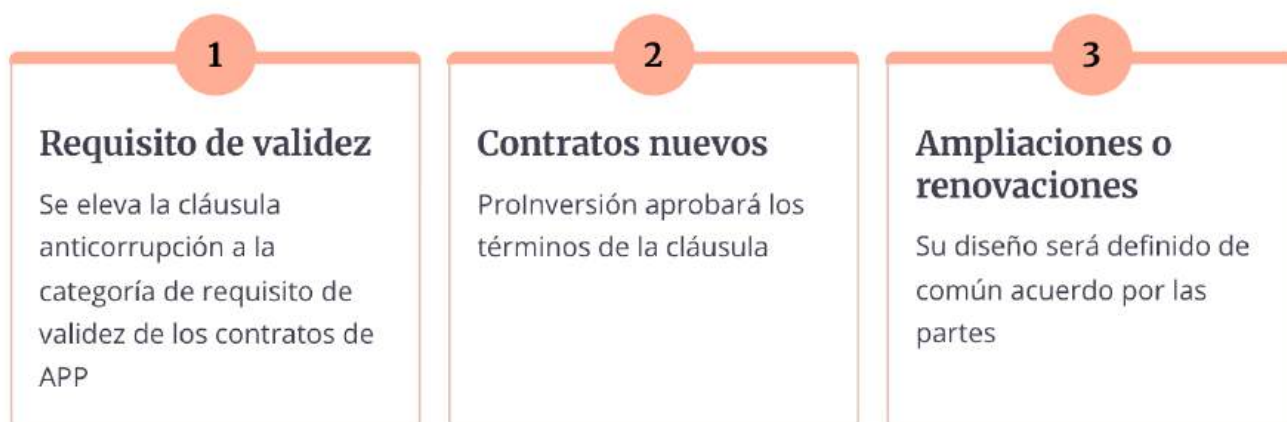 1
Requisito de validez
Se eleva la cláusula
anticorrupción a la
categoría de requisito de
validez de los contratos de
APP
2
Contratos nuevos
ProInversión aprobará los
términos de la cláusula
3
Ampliaciones o
renovaciones
Su diseño será definido de
común acuerdo por las
partes